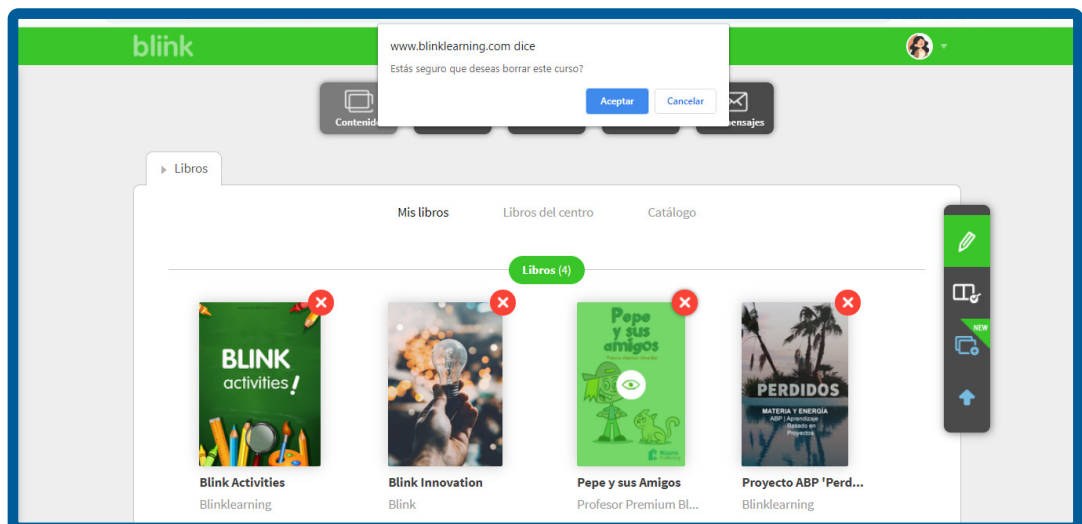 blink
www.blinklearning.com dice
Estás seguro que deseas borrar este curso?
Aceptar
Cancelar
Contenido
mensajes
Libros
Mis libros
Libros del centro
Catálogo
Libros (4)
NEW
BLINK
activities!
Pepe
y sus
amigos
PERDIDOS
MATERIA Y ENERGÍA
ABP | Aprendizaje
Basado en
Proyectos
Blink Activities
Blink Innovation
Pepe y sus Amigos
Proyecto ABP 'Perd...
Blinklearning
Blink
Profesor Premium Bl...
Blinklearning